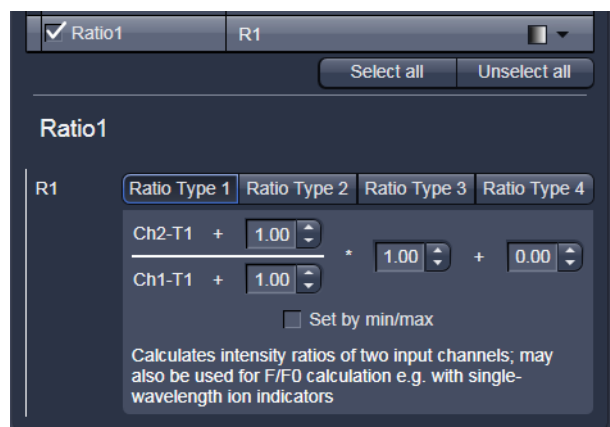 Ratio1 R1
Select all Unselect all
Ratio1
R1 Ratio Type 1 Ratio Type 2 Ratio Type 3 Ratio Type 4
Ch2-T1 + 1.00
* 1.00 + 0.00
Ch1-T1 + 1.00
Set by min/max
Calculates intensity ratios of two input channels; may
also be used for F/F0 calculation e.g. with single-
wavelength ion indicators